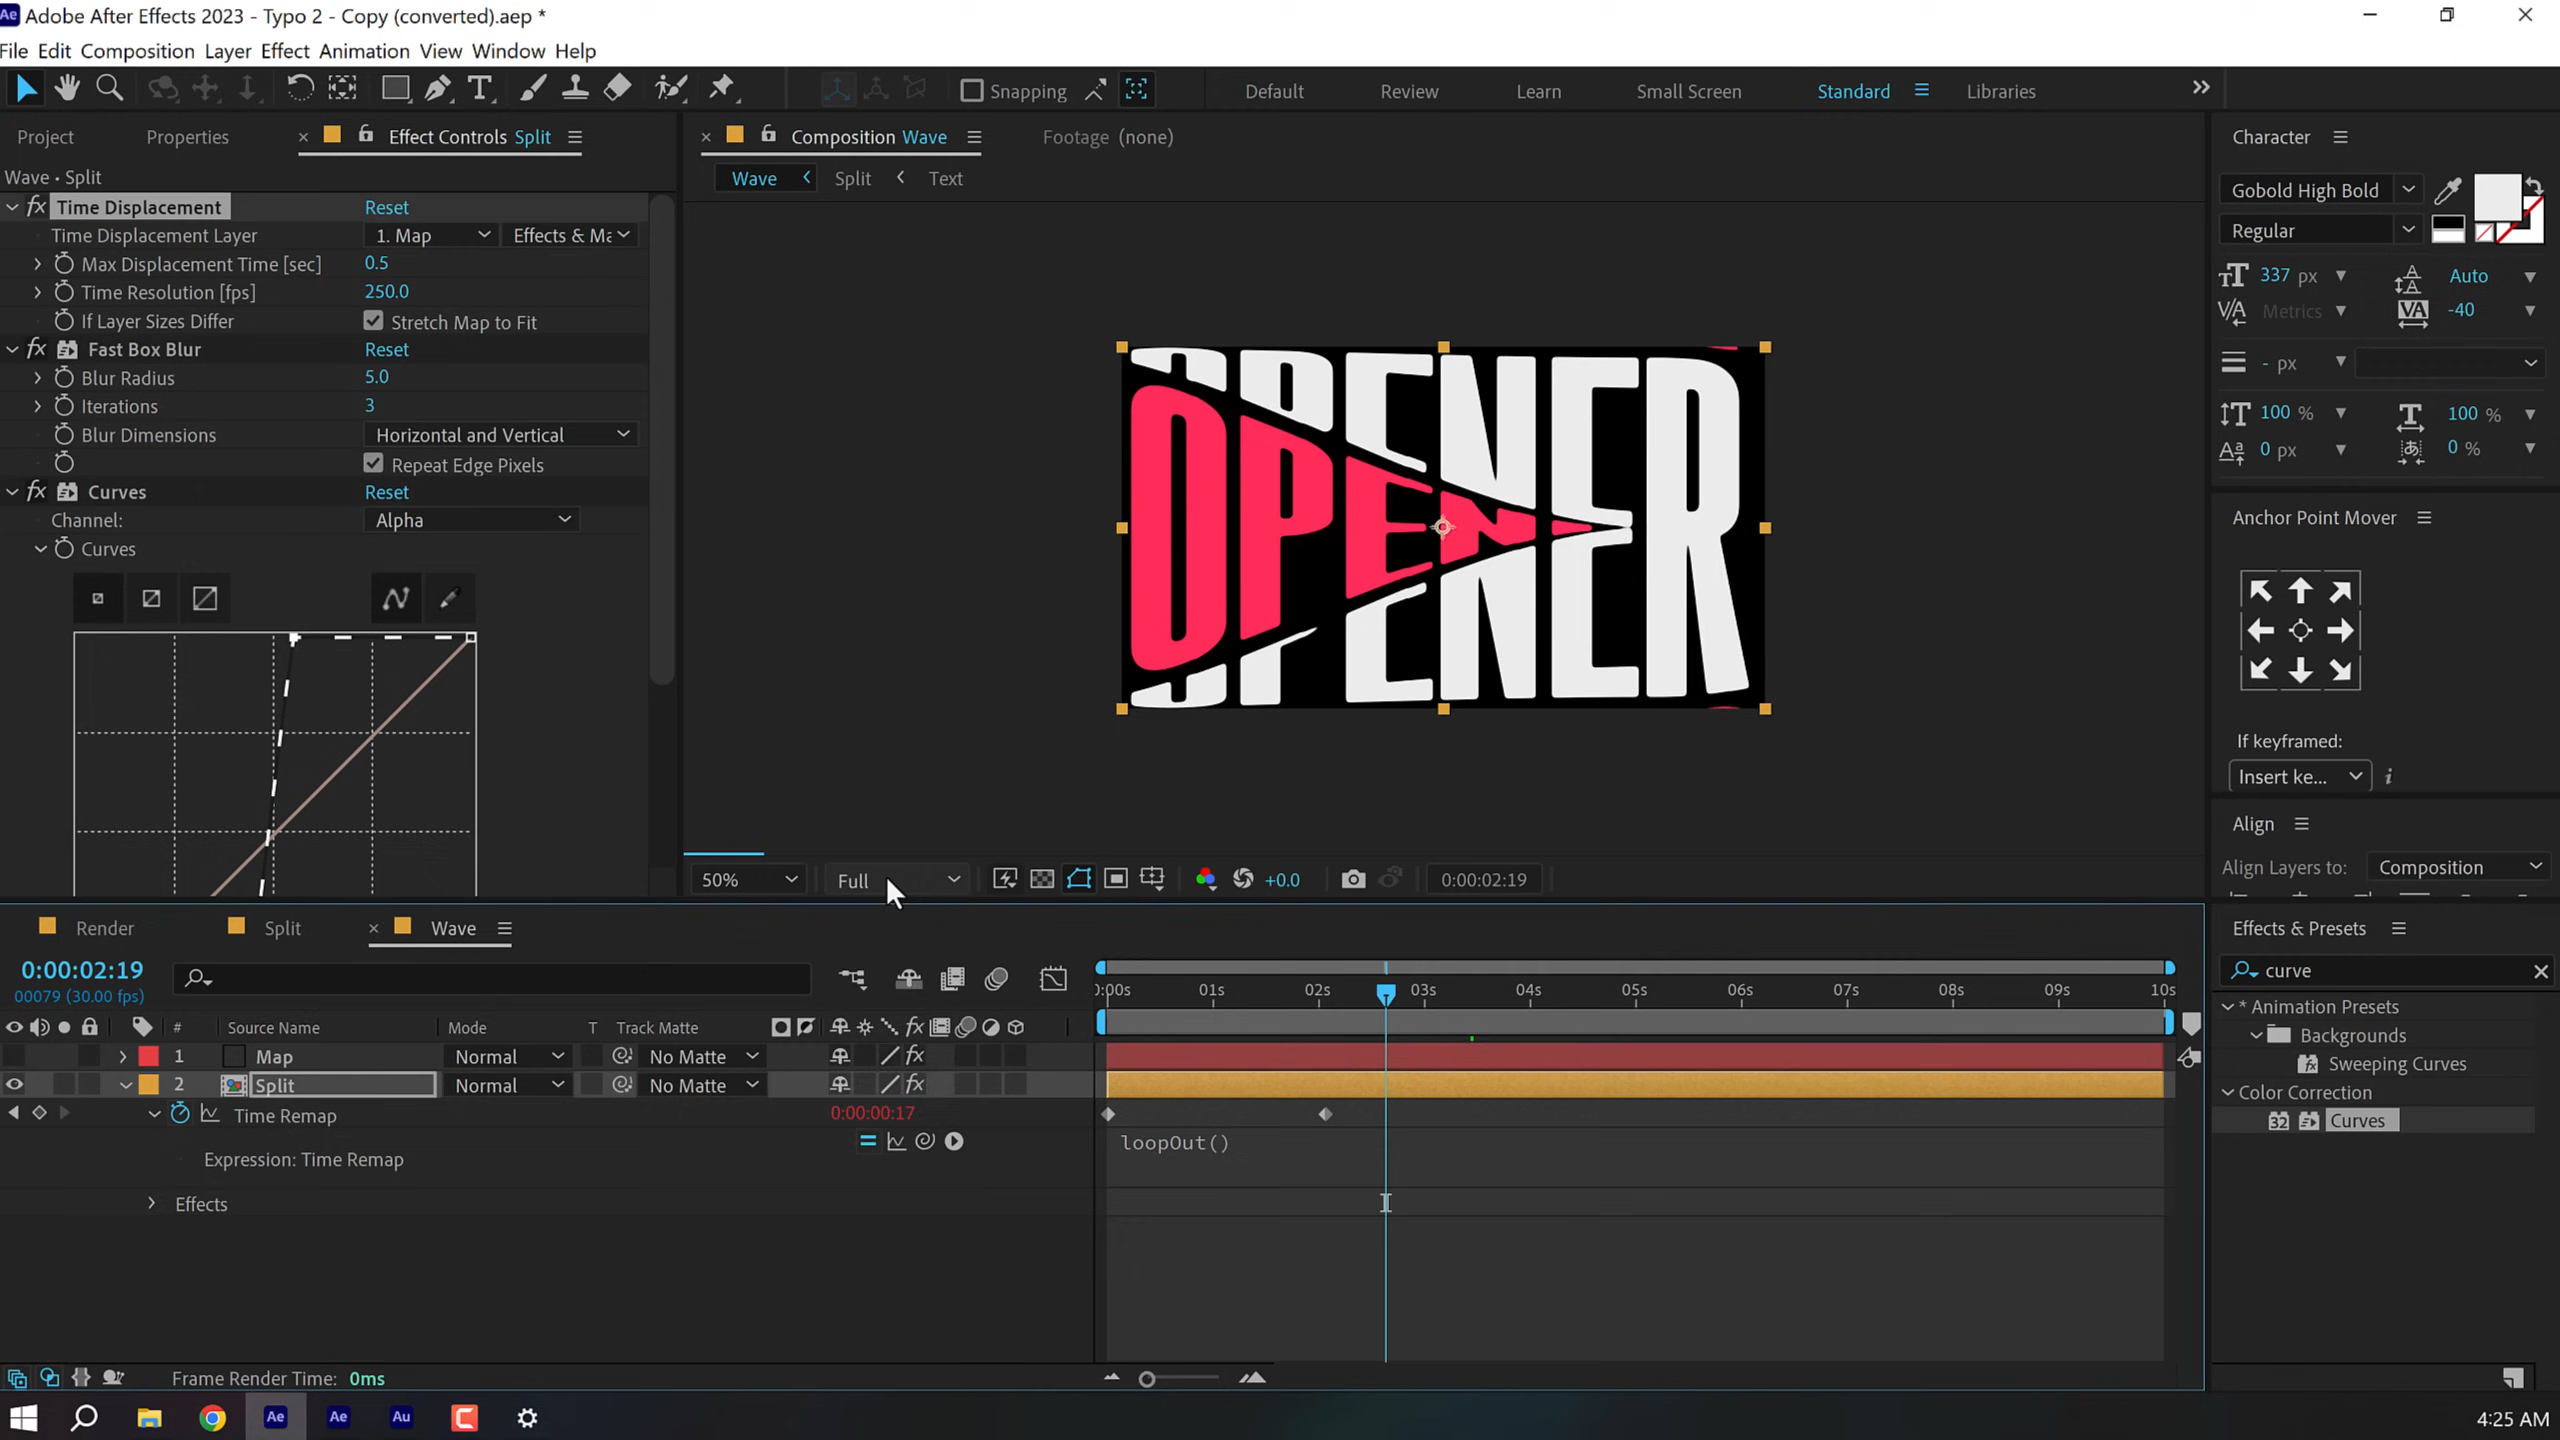 Adobe After Effects 2023 - Typo 2 - Copy (converted).aep *
File Edit Composition Layer Effect Animation View Window Help
Snapping
Default Review Learn Small Screen Standard Libraries
Project Properties Effect Controls Split
Composition Wave Footage (none)
Wave Split Text
Wave • Split
Time Displacement Reset
Time Displacement Layer 1. Map Effects & Ma
Max Displacement Time [sec] 0.5
Time Resolution [fps] 250.0
If Layer Sizes Differ Stretch Map to Fit
Fast Box Blur Reset
Blur Radius 5.0
Iterations 3
Blur Dimensions Horizontal and Vertical
Repeat Edge Pixels
Curves Reset
Channel: Alpha
Curves
OPENER
OPENER
OPENER
50% Full +0.0 0:00:02:19
Character
Gobold High Bold
Regular
337 px Auto
Metrics -40
- px
100 % 100 %
0 px 0 %
Anchor Point Mover
If keyframed:
Insert ke...
Align
Align Layers to: Composition
Effects & Presets
curve
* Animation Presets
Backgrounds
Sweeping Curves
Color Correction
32 Curves
Render Split Wave
0:00:02:19
00079 (30.00 fps)
0:00s 01s 02s 03s 04s 05s 06s 07s 08s 09s 10s
# Source Name Mode T Track Matte
1 Map Normal No Matte
2 Split Normal No Matte
Time Remap 0:00:00:17
Expression: Time Remap loopOut()
Effects
Frame Render Time: 0ms
Ae Ae Au
4:25 AM